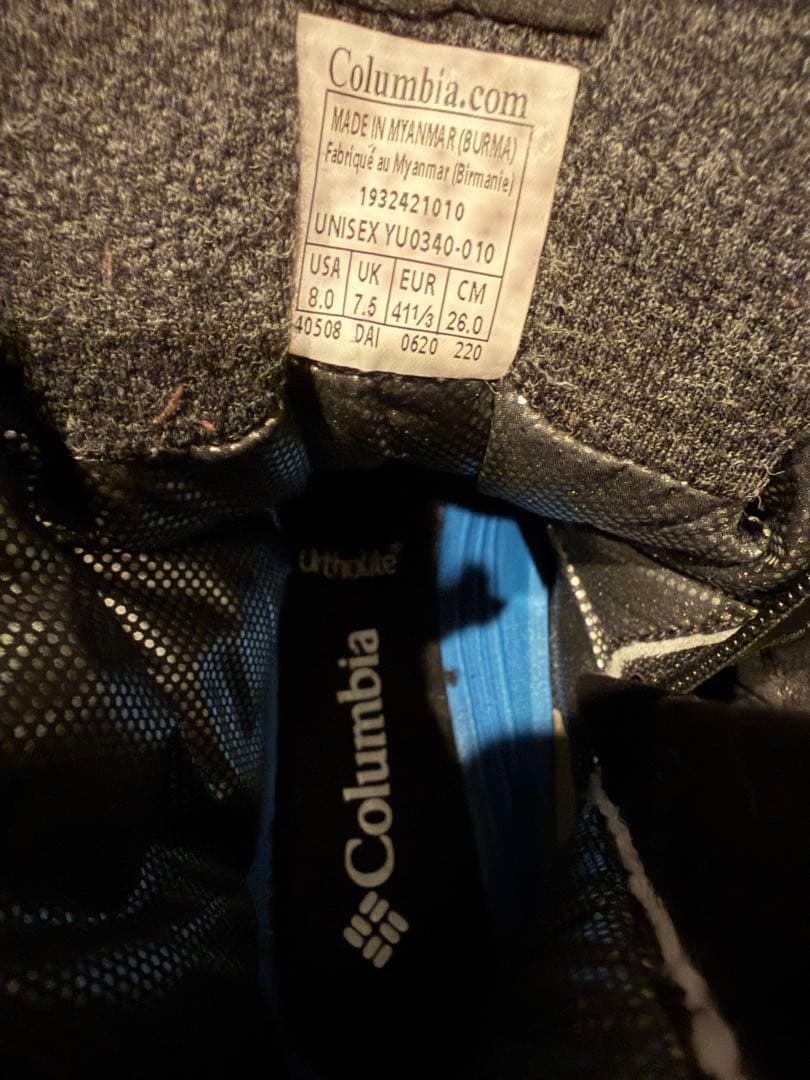 Columbia.com
MADE IN MYANMAR (BURMA)
Fabriqué au Myanmar (Birmanie)
1932421010
UNISEX YU0340-010
USA UK EUR CM
8.0 7.5 41⅓ 26.0
40508 DAI 0620 220
OrthoLite®
Columbia